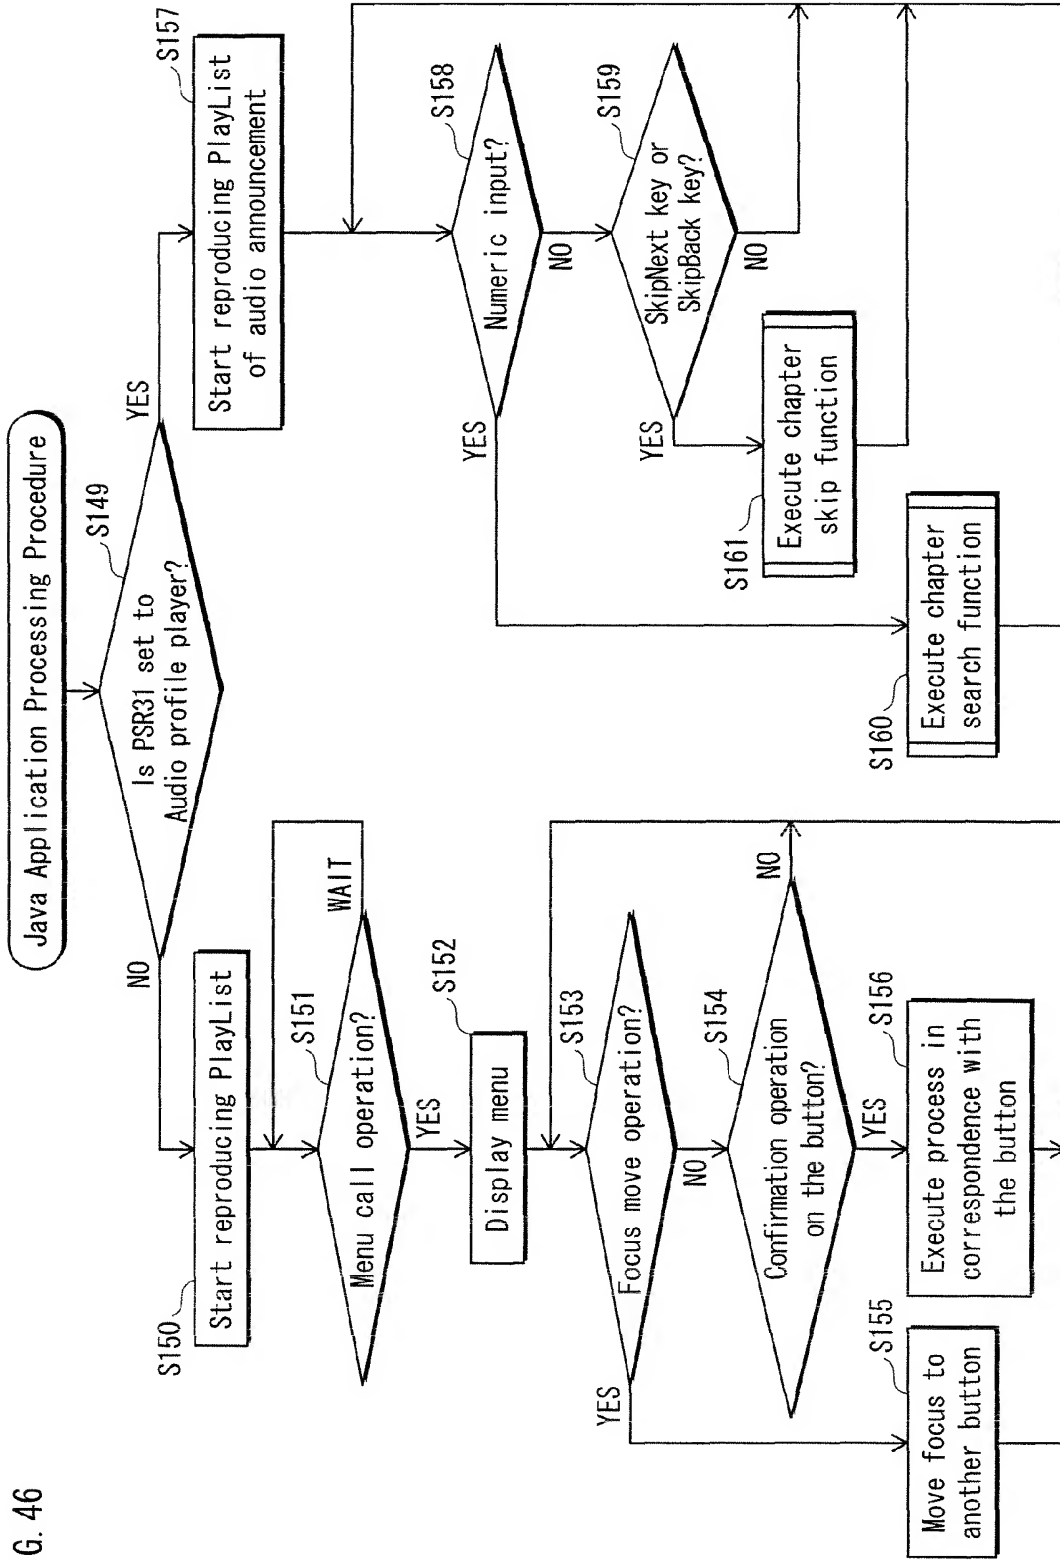 G. 46
Java Application Processing Procedure
S149
Is PSR31 set to
Audio profile player?
NO
YES
S150
Start reproducing PlayList
S151
Menu call operation?
WAIT
YES
S152
Display menu
S153
Focus move operation?
YES
NO
S154
Confirmation operation
on the button?
NO
YES
S155
Move focus to
another button
S156
Execute process in
correspondence with
the button
S157
Start reproducing PlayList
of audio announcement
S158
Numeric input?
YES
NO
S159
SkipNext key or
SkipBack key?
YES
NO
S161
Execute chapter
skip function
S160
Execute chapter
search function